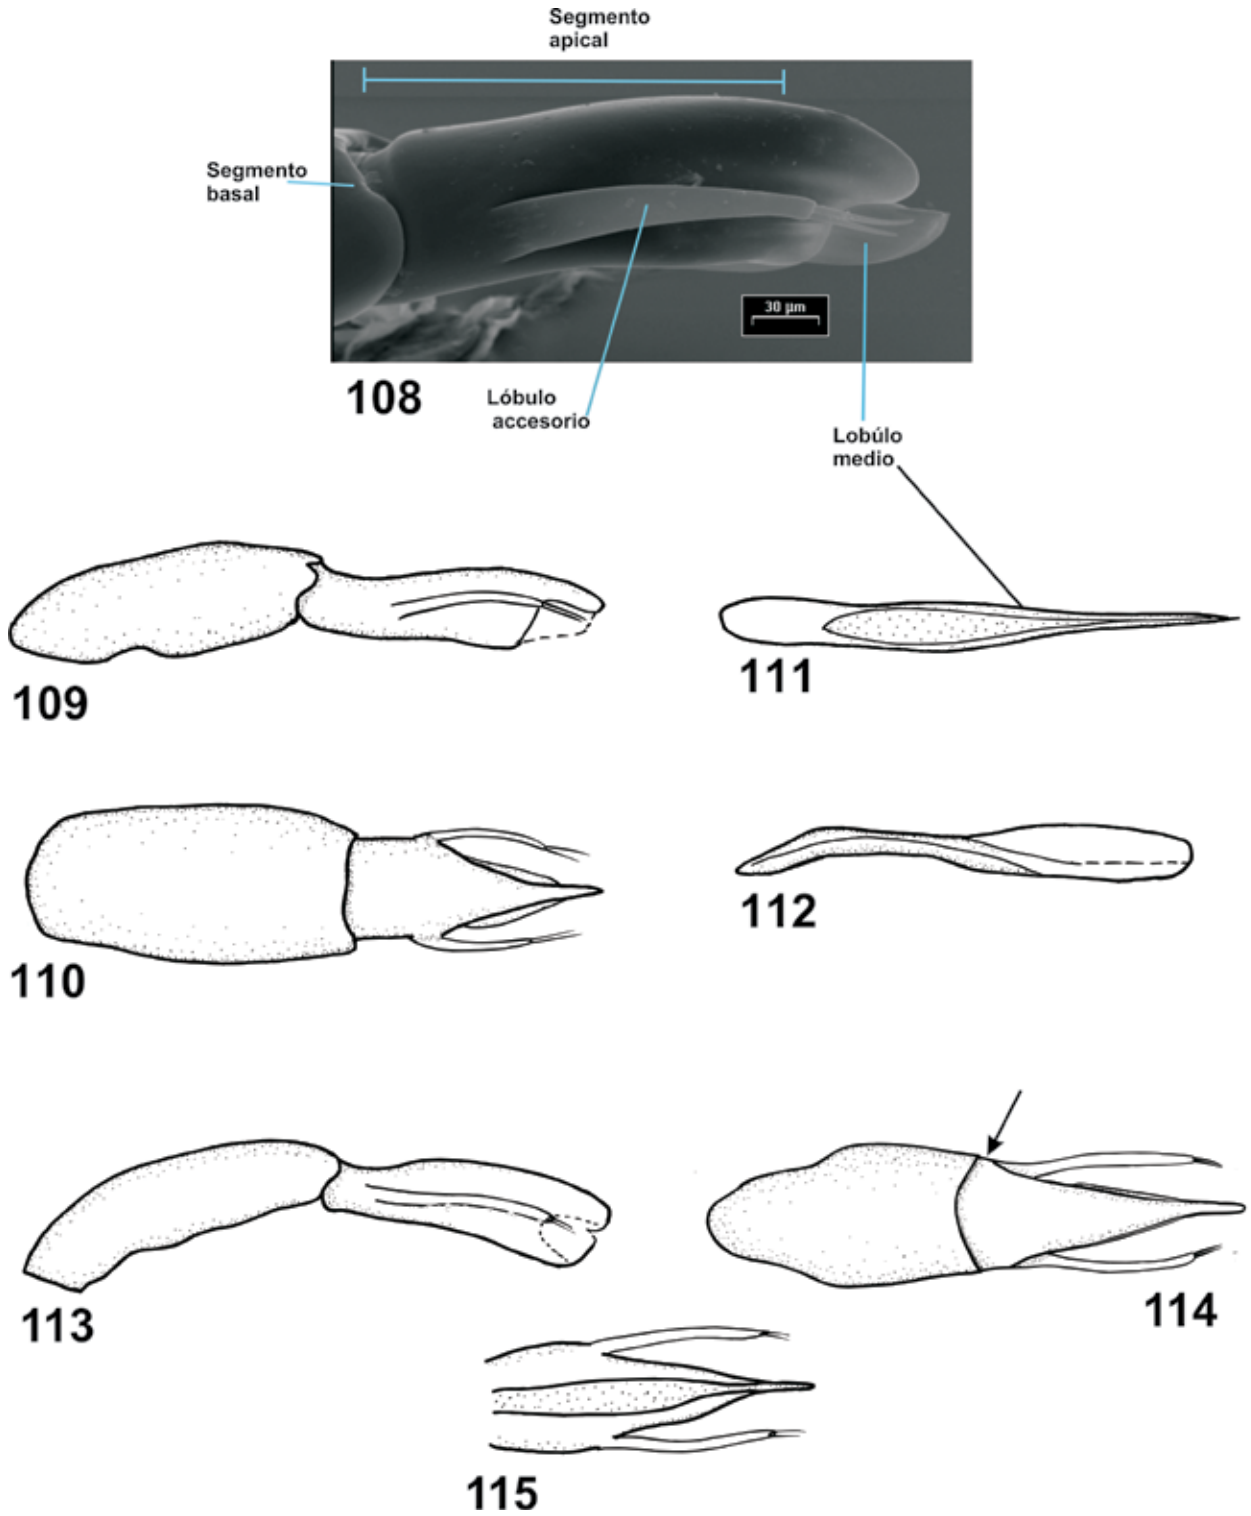 Segmento
apical
Segmento
basal
30 µm
108
Lóbulo
accesorio
Lobúlo
medio
109
111
110
112
113
114
115